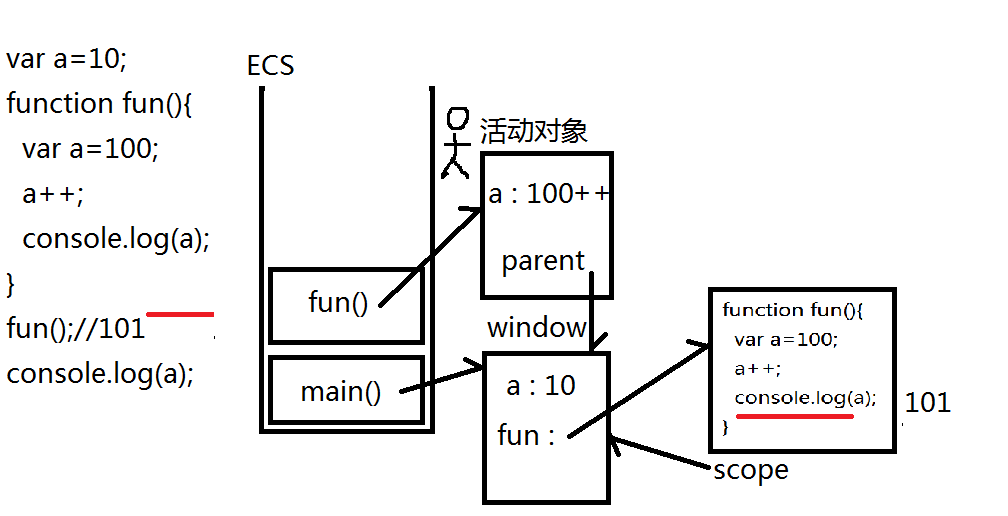 var a=10;
function fun(){
var a=100;
a++;
console.log(a);
}
fun();//101
console.log(a);
ECS
活动对象
a : 100++
parent
fun()
window
main()
a : 10
fun :
function fun(){
var a=100;
a++;
console.log(a);
}
101
scope